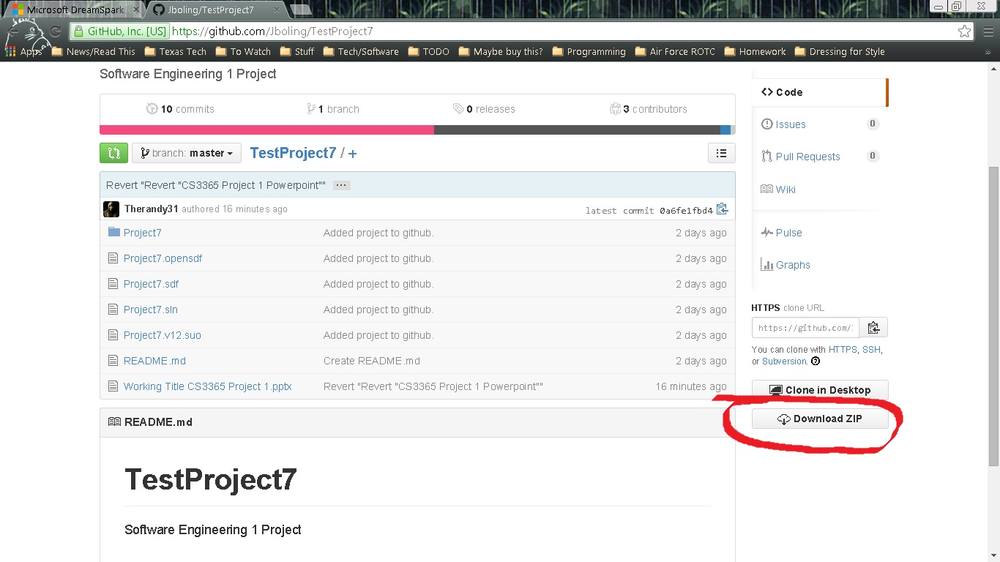 Microsoft DreamSpark
Jboling/TestProject7
GitHub, Inc. [US] https://github.com/Jboling/TestProject7
Apps News/Read This Texas Tech To Watch Stuff Tech/Software TODO Maybe buy this? Programming Air Force ROTC Homework Dressing for Style »
Software Engineering 1 Project
10 commits 1 branch 0 releases 3 contributors
branch: master TestProject7 / +
Revert "Revert "CS3365 Project 1 Powerpoint"" ...
Therandy31 authored 16 minutes ago latest commit 0a6fe1fbd4
Project7 Added project to github. 2 days ago
Project7.opensdf Added project to github. 2 days ago
Project7.sdf Added project to github. 2 days ago
Project7.sln Added project to github. 2 days ago
Project7.v12.suo Added project to github. 2 days ago
README.md Create README.md 2 days ago
Working Title CS3365 Project 1.pptx Revert "Revert "CS3365 Project 1 Powerpoint"" 16 minutes ago
README.md
TestProject7
Software Engineering 1 Project
<> Code
Issues 0
Pull Requests 0
Wiki
Pulse
Graphs
HTTPS clone URL
https://github.com/
You can clone with HTTPS, SSH,
or Subversion.
Clone in Desktop
Download ZIP